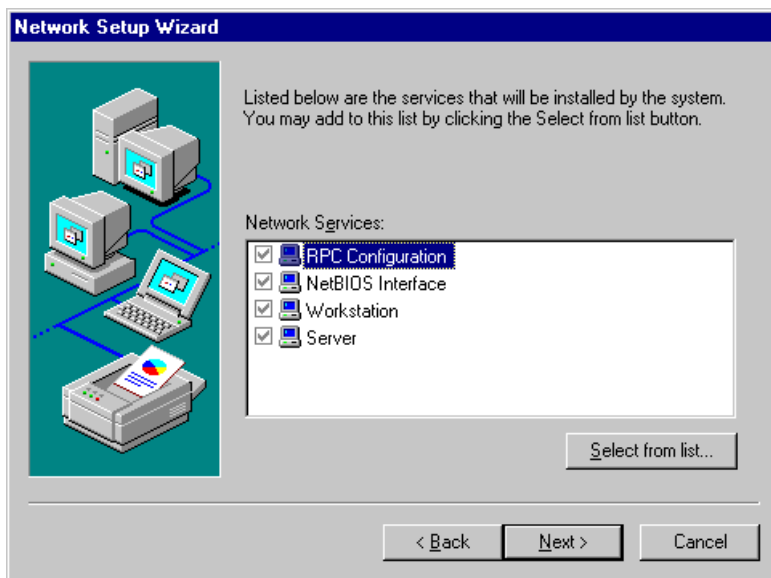 Network Setup Wizard
Listed below are the services that will be installed by the system.
You may add to this list by clicking the Select from list button.
Network Services:
RPC Configuration
NetBIOS Interface
Workstation
Server
Select from list...
< Back
Next >
Cancel